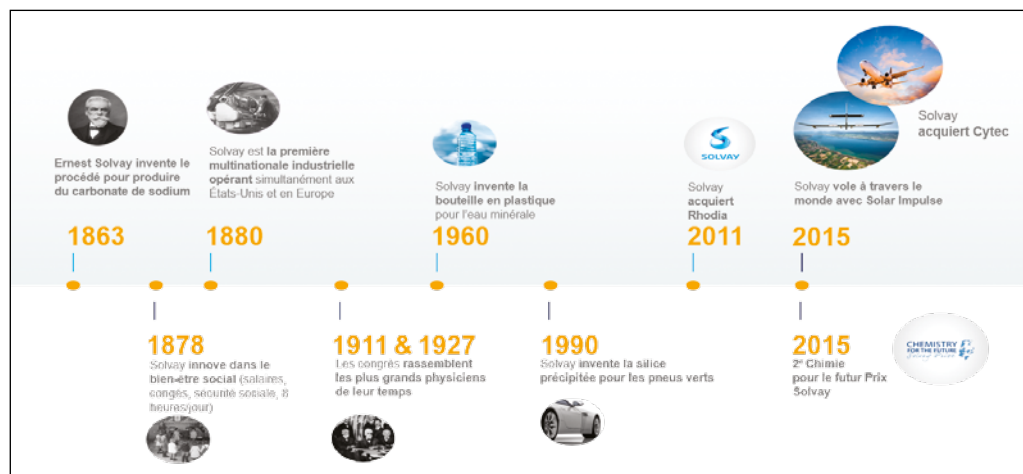 Solvay
acquiert Cytec
Ernest Solvay invente le
procédé pour produire
du carbonate de sodium
1863
Solvay est la première
multinationale industrielle
opérant simultanément aux
États-Unis et en Europe
1880
Solvay invente la
bouteille en plastique
pour l'eau minérale
1960
SOLVAY
Solvay
acquiert
Rhodia
2011
Solvay vole à travers le
monde avec Solar Impulse
2015
1878
Solvay innove dans le
bien-être social (salaires,
congés, sécurité sociale, 8
heures/jour)
1911 & 1927
Les congrès rassemblent
les plus grands physiciens
de leur temps
1990
Solvay invente la silice
précipitée pour les pneus verts
2015
2e Chimie
pour le futur Prix
Solvay
CHEMISTRY
FOR THE FUTURE
Solvay Prize